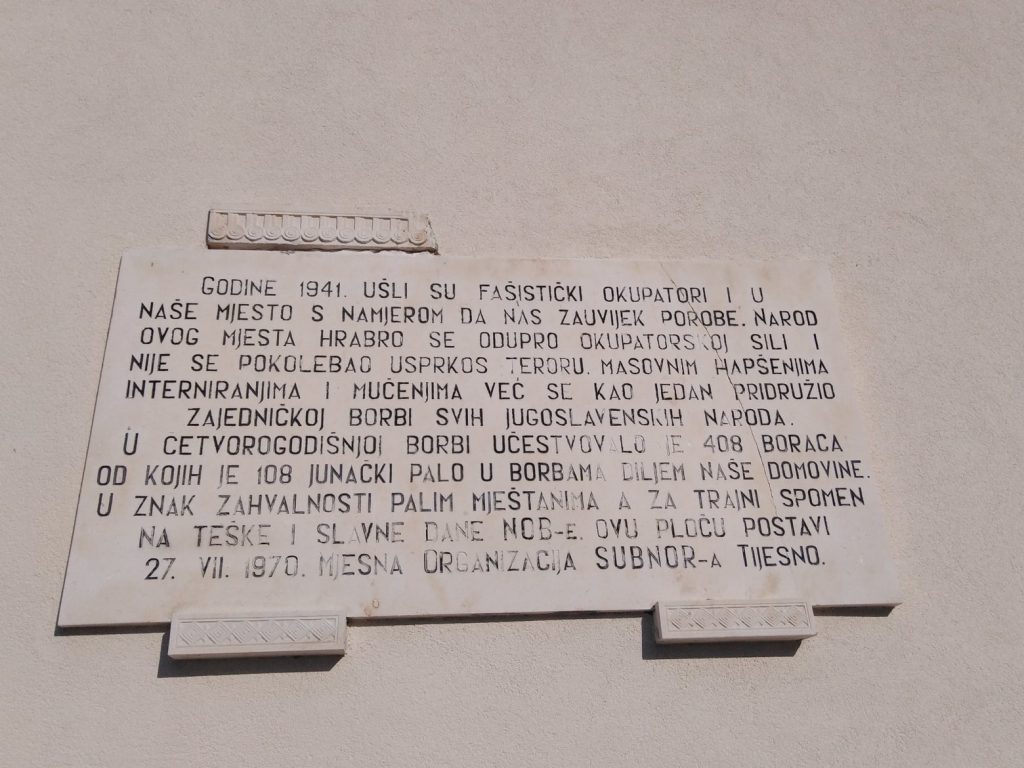 GODINE 1941. UŠLI SU FAŠISTIČKI OKUPATORI I U
NAŠE MJESTO S NAMJEROM DA NAS ZAUVIJEK POROBE. NAROD
OVOG MJESTA HRABRO SE ODUPRO OKUPATORSKOJ SILI I
NIJE SE POKOLEBAO USPRKOS TERORU. MASOVNIM HAPŠENJIMA
INTERNIRANJIMA I MUČENJIMA VEĆ SE KAO JEDAN PRIDRUŽIO
ZAJEDNIČKOJ BORBI SVIH JUGOSLAVENSKIH NARODA.
U ČETVOROGODIŠNJOJ BORBI UČESTVOVALO JE 408 BORACA
OD KOJIH JE 108 JUNAČKI PALO U BORBAMA DILJEM NAŠE DOMOVINE.
U ZNAK ZAHVALNOSTI PALIM MJEŠTANIMA A ZA TRAJNI SPOMEN
NA TEŠKE I SLAVNE DANE NOB-E. OVU PLOČU POSTAVI
27. VII. 1970. MJESNA ORGANIZACIJA SUBNOR-A TIJESNO.